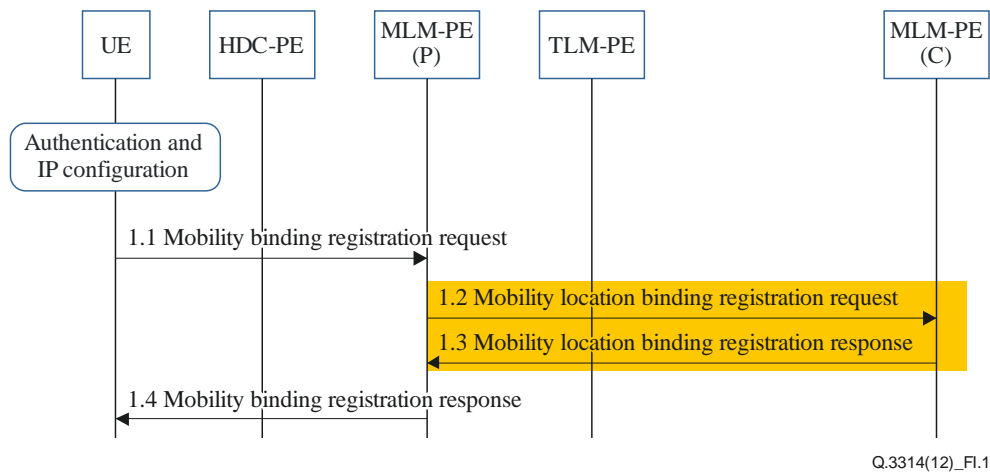 UE
HDC-PE
MLM-PE
(P)
TLM-PE
MLM-PE
(C)
Authentication and
IP configuration
1.1 Mobility binding registration request
1.2 Mobility location binding registration request
1.3 Mobility location binding registration response
1.4 Mobility binding registration response
Q.3314(12)_FI.1